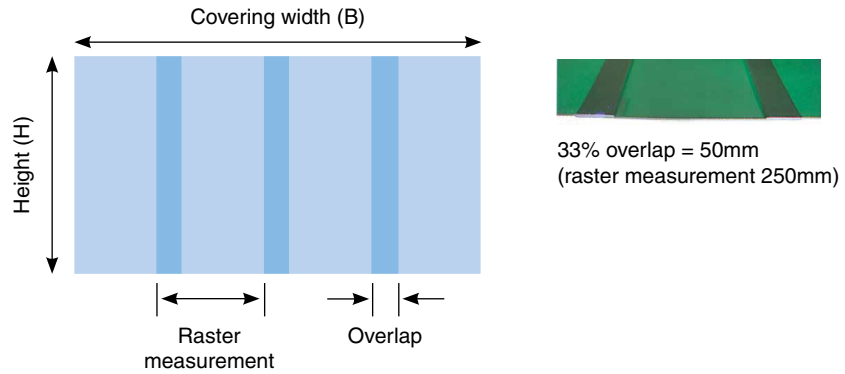 Covering width (B)
Height (H)
33% overlap = 50mm
(raster measurement 250mm)
Raster
measurement
Overlap